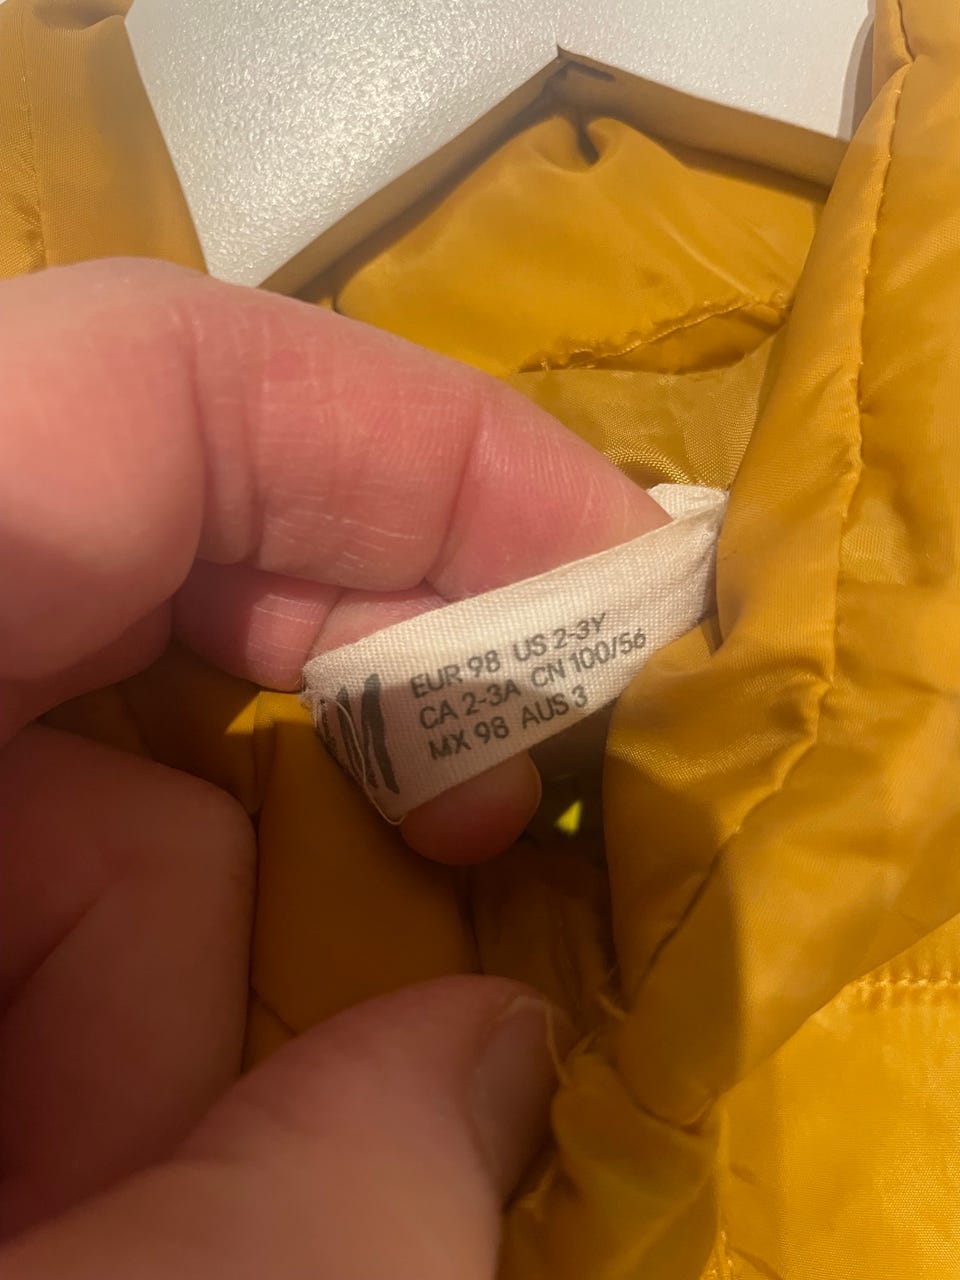 M
EUR 98 US 2-3Y
CA 2-3A CN 100/56
MX 98 AUS 3